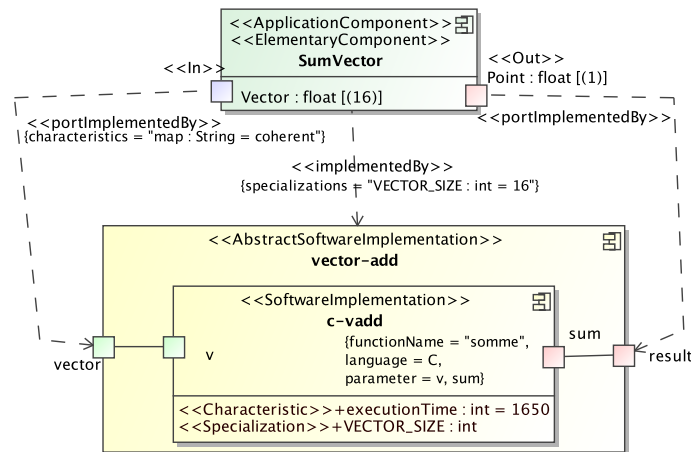 <<ApplicationComponent>>
<<ElementaryComponent>>
SumVector
<<In>>
<<Out>>
Point : float [(1)]
Vector : float [(16)]
<<portImplementedBy>>
{characteristics = "map : String = coherent"}
<<portImplementedBy>>
<<implementedBy>>
{specializations = "VECTOR_SIZE : int = 16"}
<<AbstractSoftwareImplementation>>
vector-add
<<SoftwareImplementation>>
c-vadd
{functionName = "somme",
language = C,
parameter = v, sum}
vector
v
sum
result
<<Characteristic>>+executionTime : int = 1650
<<Specialization>>+VECTOR_SIZE : int